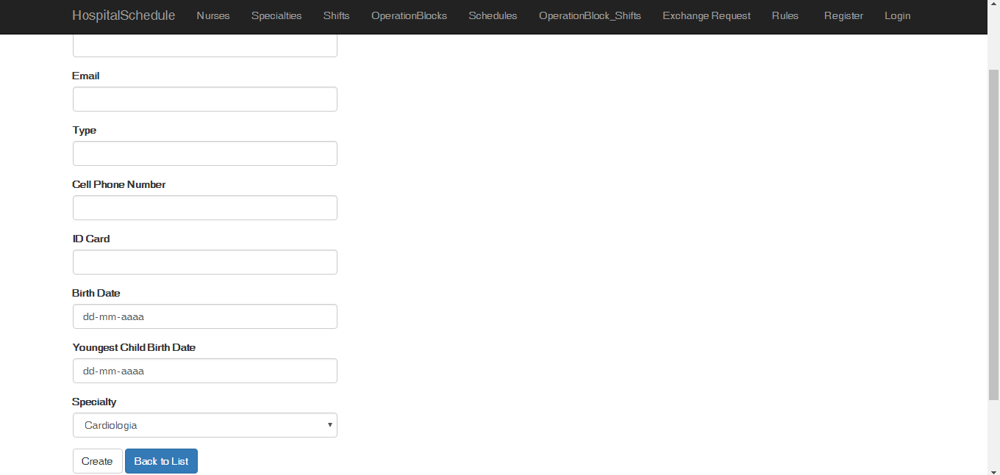 HospitalSchedule Nurses Specialties Shifts OperationBlocks Schedules OperationBlock_Shifts Exchange Request Rules Register Login
Email
Type
Cell Phone Number
ID Card
Birth Date
dd-mm-aaaa
Youngest Child Birth Date
dd-mm-aaaa
Specialty
Cardiologia
Create Back to List